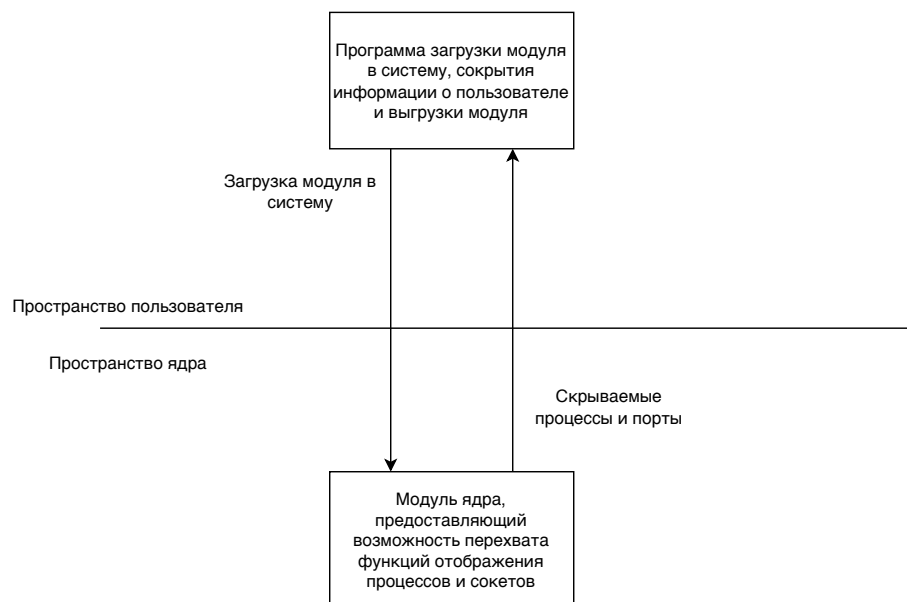 Программа загрузки модуля
в систему, сокрытия
информации о пользователе
и выгрузки модуля
Загрузка модуля в
систему
Пространство пользователя
Пространство ядра
Скрываемые
процессы и порты
Модуль ядра,
предоставляющий
возможность перехвата
функций отображения
процессов и сокетов